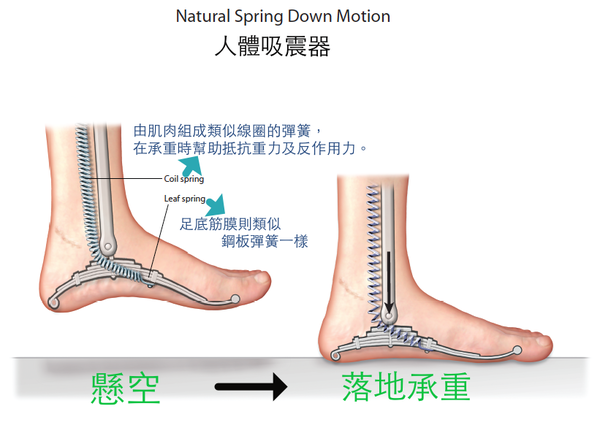 Natural Spring Down Motion
人體吸震器
由肌肉組成類似線圈的彈簧，
在承重時幫助抵抗重力及反作用力。
Coil spring
Leaf spring
足底筋膜則類似
鋼板彈簧一樣
懸空
落地承重